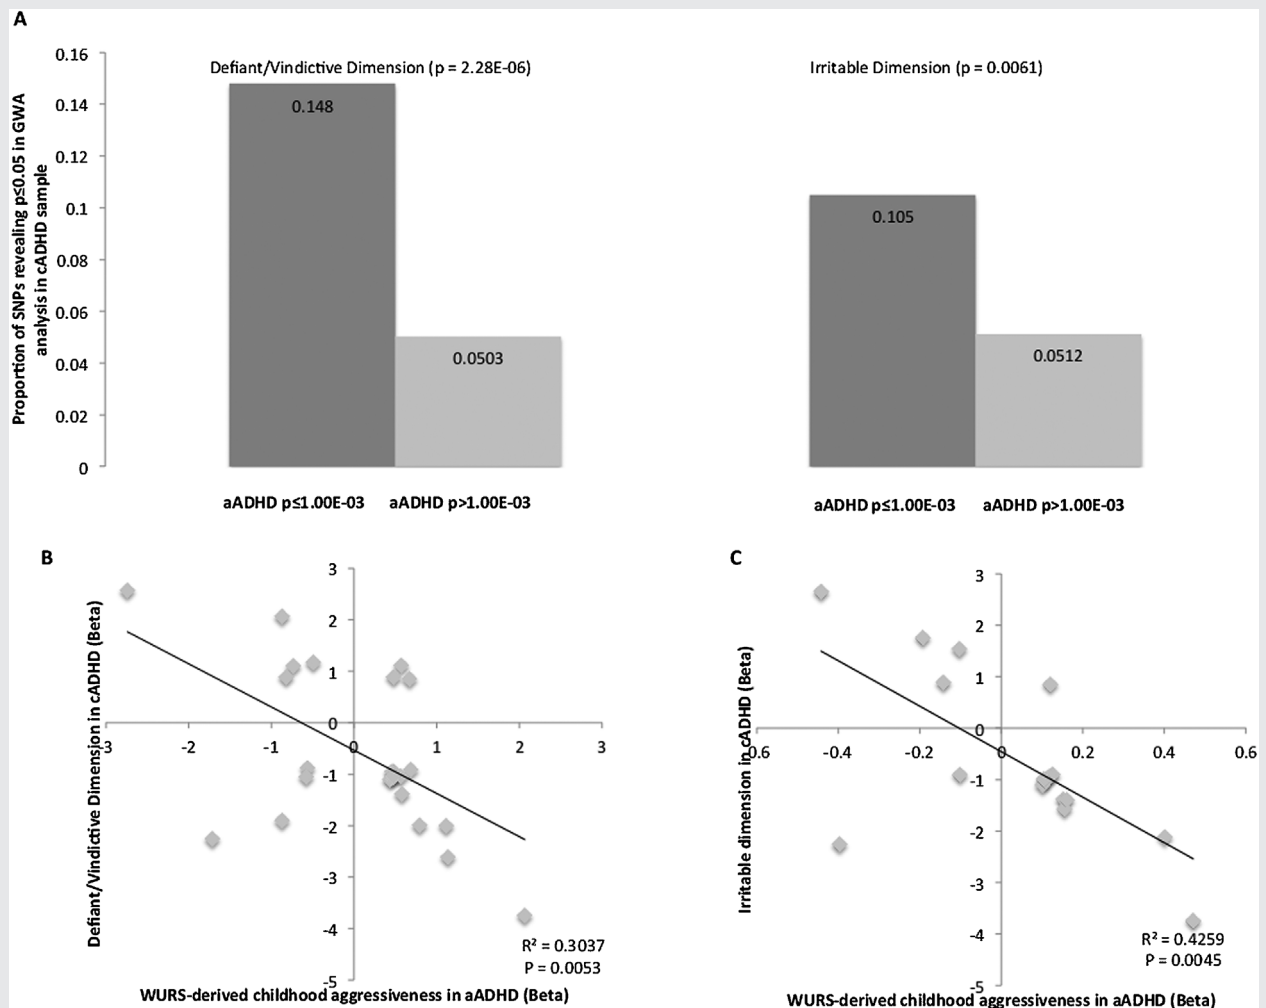 A
Proportion of SNPs revealing p≤0.05 in GWA
analysis in cADHD sample
0.16
0.14
0.12
0.1
0.08
0.06
0.04
0.02
0
Defiant/Vindictive Dimension (p = 2.28E-06)
0.148
0.0503
aADHD p≤1.00E-03 aADHD p>1.00E-03
Irritable Dimension (p = 0.0061)
0.105
0.0512
aADHD p≤1.00E-03 aADHD p>1.00E-03
B
Defiant/Vindictive Dimension in cADHD (Beta)
3
2
1
0
-1
-2
-3
-4
-5
-3 -2 -1 0 1 2 3
R² = 0.3037
P = 0.0053
WURS-derived childhood aggressiveness in aADHD (Beta)
C
Irritable dimension in cADHD (Beta)
3
2
1
0
-1
-2
-3
-4
-5
0.6 -0.4 -0.2 0 0.2 0.4 0.6
R² = 0.4259
P = 0.0045
WURS-derived childhood aggressiveness in aADHD (Beta)